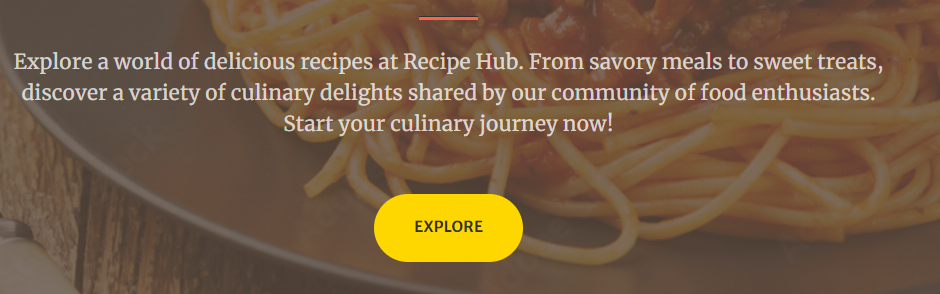 Explore a world of delicious recipes at Recipe Hub. From savory meals to sweet treats,
discover a variety of culinary delights shared by our community of food enthusiasts.
Start your culinary journey now!
EXPLORE